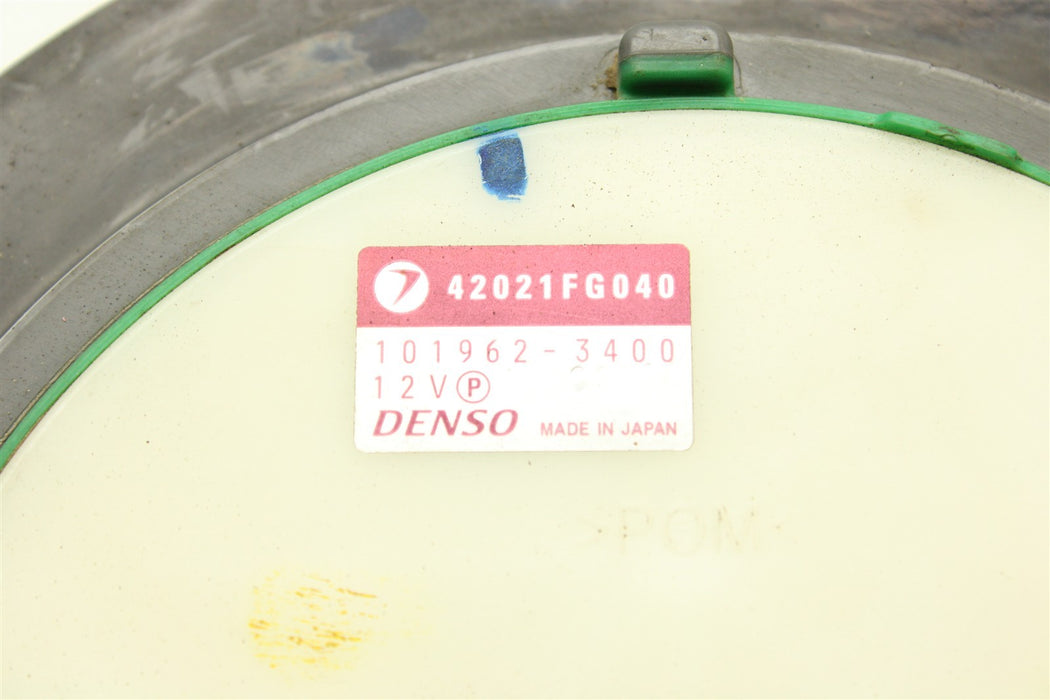 42021FG040
101962-3400
12V Ⓟ
DENSO MADE IN JAPAN
>POM<